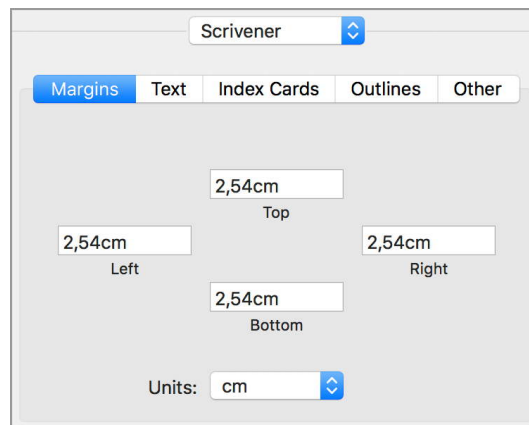 Scrivener
Margins Text Index Cards Outlines Other
2,54cm
Top
2,54cm 2,54cm
Left Right
2,54cm
Bottom
Units: cm